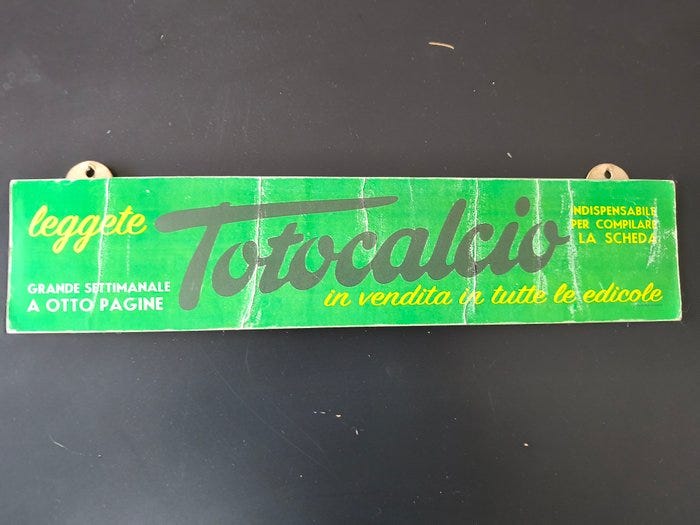 leggete
Totocalcio
INDISPENSABILE
PER COMPILARE
LA SCHEDA
GRANDE SETTIMANALE
A OTTO PAGINE
in vendita in tutte le edicole